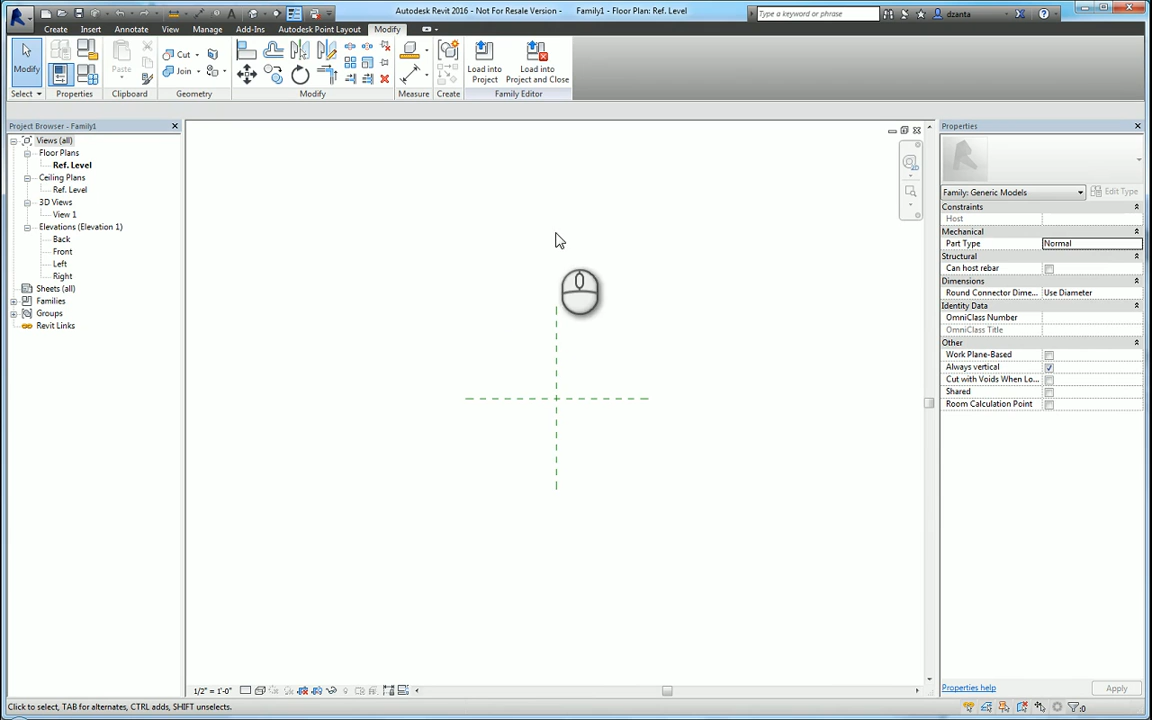 Autodesk Revit 2016 - Not For Resale Version - Family1 - Floor Plan: Ref. Level
Type a keyword or phrase
dzanta
Create Insert Annotate View Manage Add-Ins Autodesk Point Layout Modify
Modify Paste Cut Join Load into Project Load into Project and Close
Select Properties Clipboard Geometry Modify Measure Create Family Editor
Project Browser - Family1
Views (all)
Floor Plans
Ref. Level
Ceiling Plans
Ref. Level
3D Views
View 1
Elevations (Elevation 1)
Back
Front
Left
Right
Sheets (all)
Families
Groups
Revit Links
Properties
Family: Generic Models Edit Type
Constraints
Host
Mechanical
Part Type Normal
Structural
Can host rebar
Dimensions
Round Connector Dime... Use Diameter
Identity Data
OmniClass Number
OmniClass Title
Other
Work Plane-Based
Always vertical
Cut with Voids When Lo...
Shared
Room Calculation Point
Properties help Apply
1/2" = 1'-0"
Click to select, TAB for alternates, CTRL adds, SHIFT unselects. :0